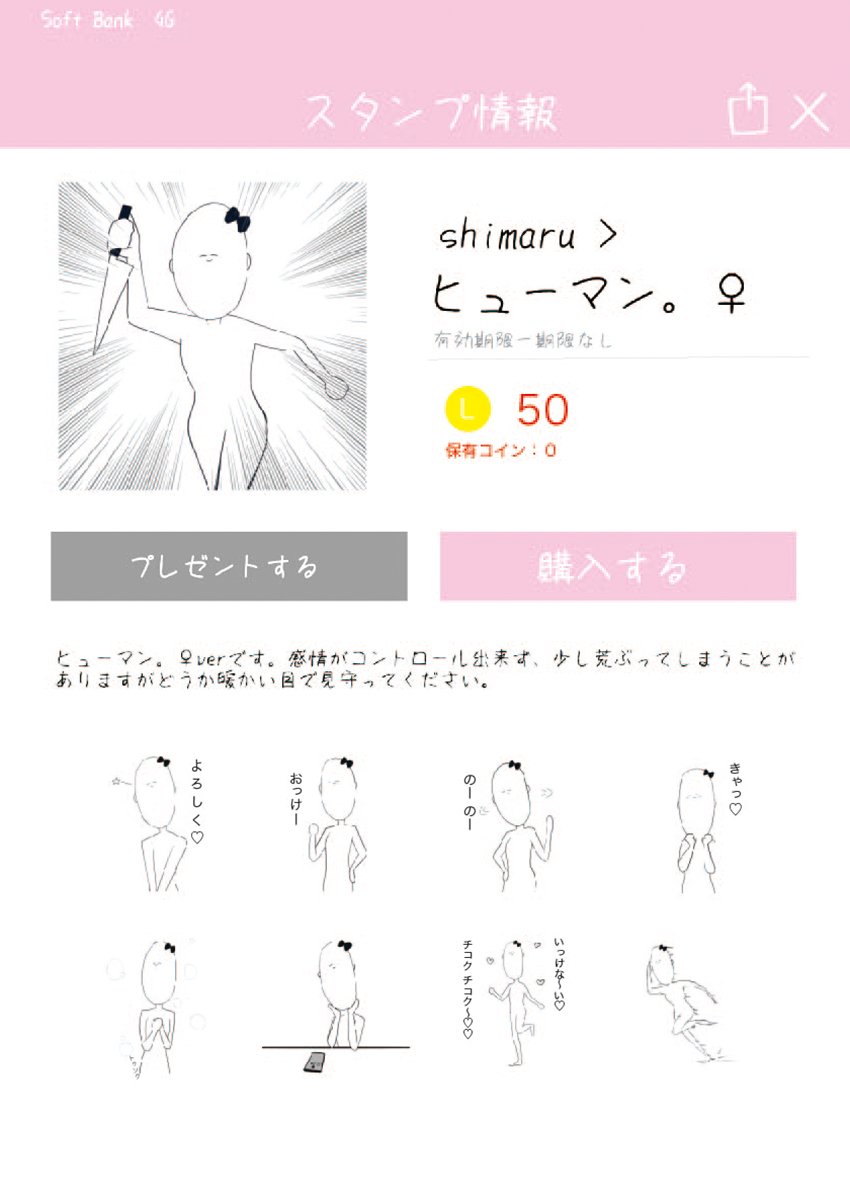 Soft Bank 4G
スタンプ情報
shimaru >
ヒューマン。♀
有効期限ー期限なし
L 50
保有コイン：0
プレゼントする
購入する
ヒューマン。♀verです。感情がコントロール出来ず、少し荒ぶってしまうことが
ありますがどうか暖かい目で見守ってください。
よろしく♡
おっけー
のー のー
きゃっ♡
チコク チコク〜♡♡
いっけな〜い♡